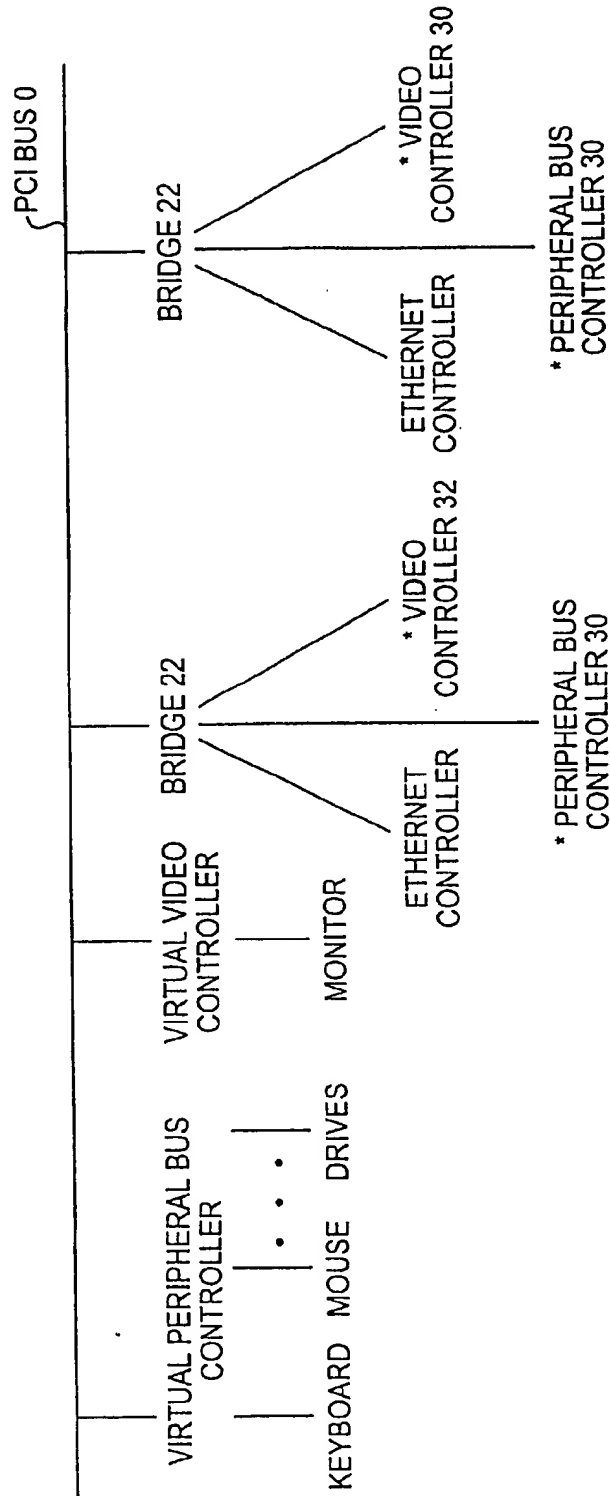 PCI BUS 0
VIRTUAL PERIPHERAL BUS
CONTROLLER
KEYBOARD
MOUSE
DRIVES
VIRTUAL VIDEO
CONTROLLER
MONITOR
BRIDGE 22
ETHERNET
CONTROLLER
* VIDEO
CONTROLLER 32
* PERIPHERAL BUS
CONTROLLER 30
BRIDGE 22
ETHERNET
CONTROLLER
* VIDEO
CONTROLLER 30
* PERIPHERAL BUS
CONTROLLER 30